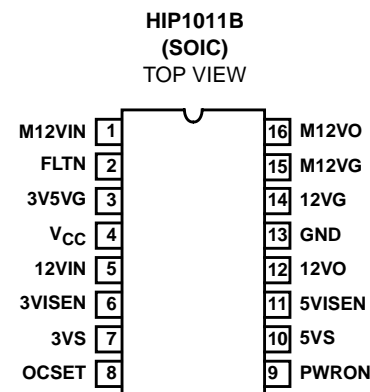 HIP1011B
(SOIC)
TOP VIEW
M12VIN 1 16 M12VO
FLTN 2 15 M12VG
3V5VG 3 14 12VG
VCC 4 13 GND
12VIN 5 12 12VO
3VISEN 6 11 5VISEN
3VS 7 10 5VS
OCSET 8 9 PWRON